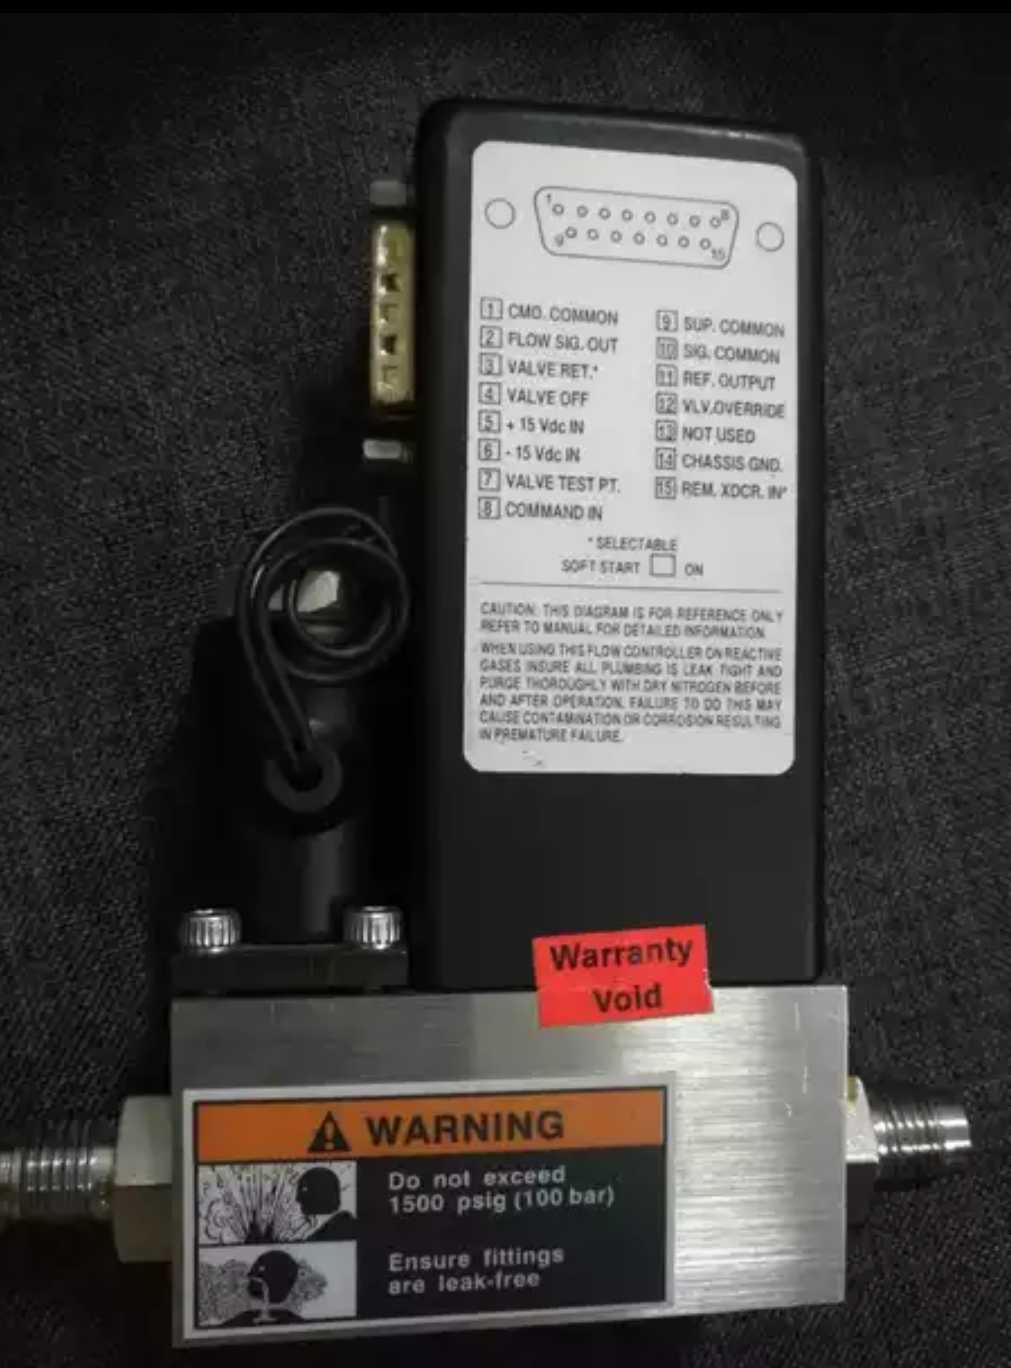 1 8
9 15
1 CMD. COMMON
2 FLOW SIG. OUT
3 VALVE RET.*
4 VALVE OFF
5 + 15 Vdc IN
6 - 15 Vdc IN
7 VALVE TEST PT.
8 COMMAND IN
9 SUP. COMMON
10 SIG. COMMON
11 REF. OUTPUT
12 VLV.OVERRIDE
13 NOT USED
14 CHASSIS GND.
15 REM. XDCR. IN*
* SELECTABLE
SOFT START ON
CAUTION: THIS DIAGRAM IS FOR REFERENCE ONLY
REFER TO MANUAL FOR DETAILED INFORMATION.
WHEN USING THIS FLOW CONTROLLER ON REACTIVE
GASES INSURE ALL PLUMBING IS LEAK TIGHT AND
PURGE THOROUGHLY WITH DRY NITROGEN BEFORE
AND AFTER OPERATION. FAILURE TO DO THIS MAY
CAUSE CONTAMINATION OR CORROSION RESULTING
IN PREMATURE FAILURE.
Warranty
Void
WARNING
Do not exceed
1500 psig (100 bar)
Ensure fittings
are leak-free